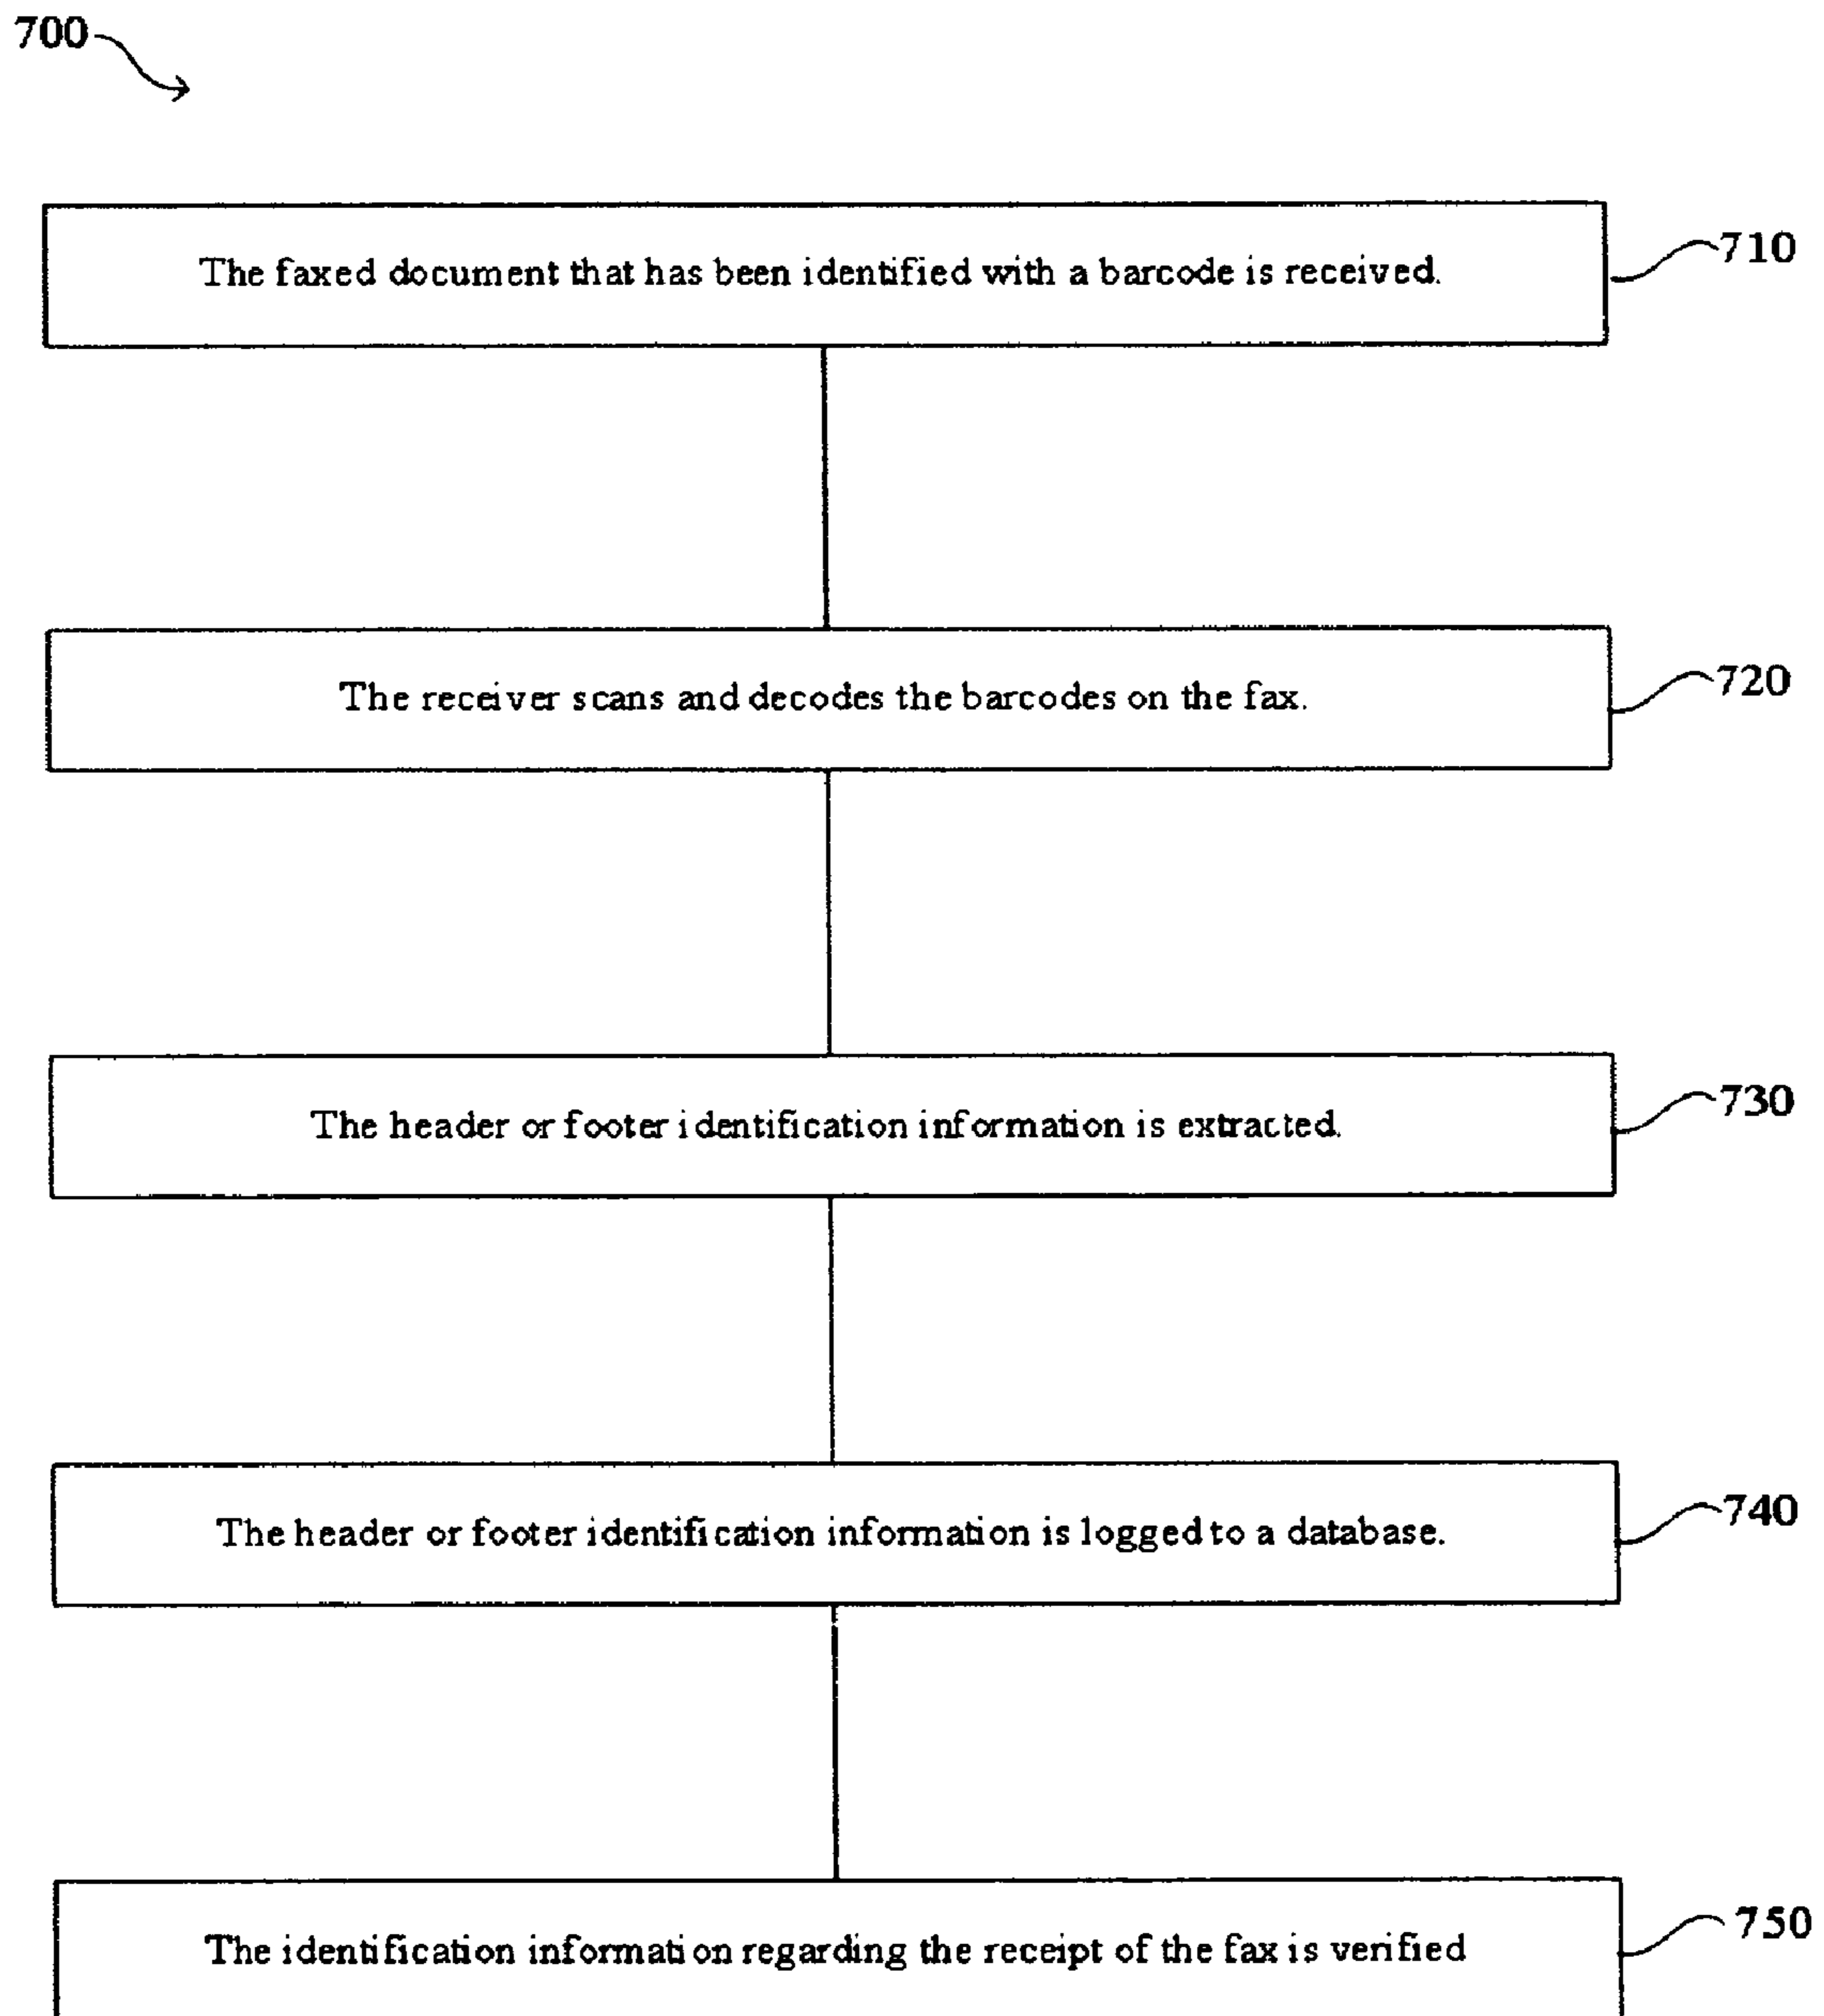 700
The faxed document that has been identified with a barcode is received.
710
The receiver scans and decodes the barcodes on the fax.
720
The header or footer identification information is extracted.
730
The header or footer identification information is logged to a database.
740
The identification information regarding the receipt of the fax is verified
750